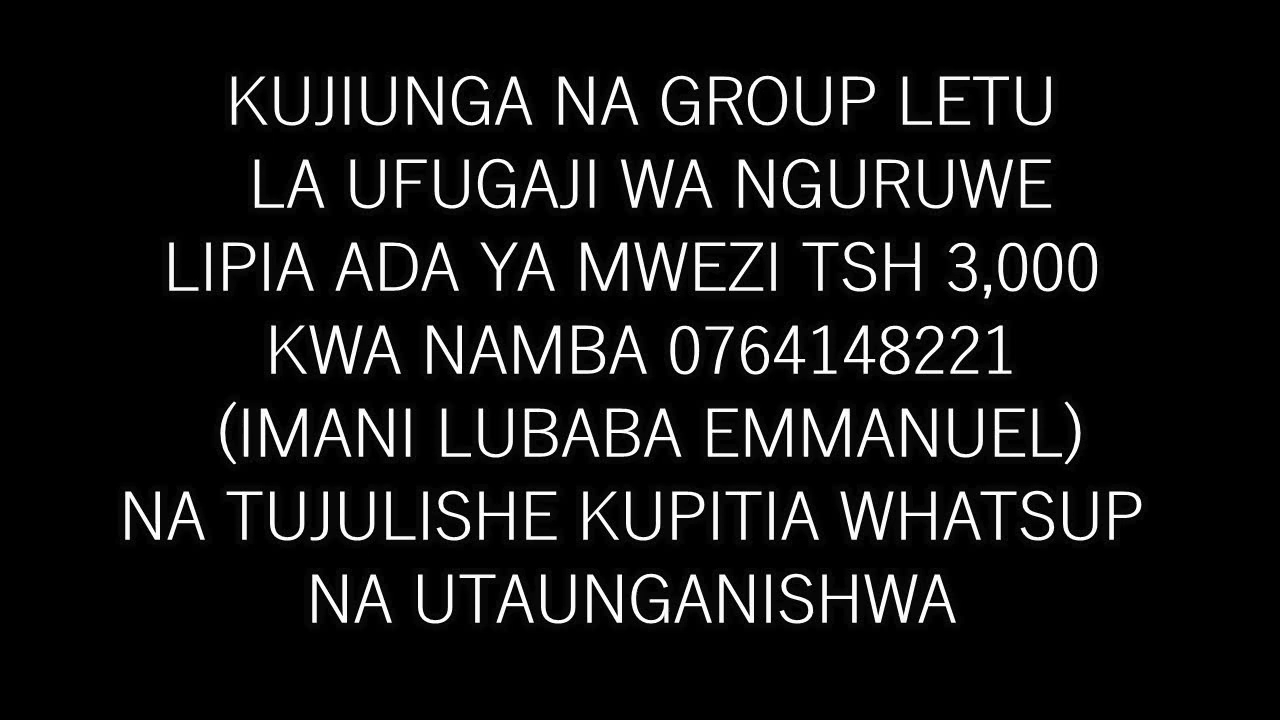 KUJIUNGA NA GROUP LETU
LA UFUGAJI WA NGURUWE
LIPIA ADA YA MWEZI TSH 3,000
KWA NAMBA 0764148221
(IMANI LUBABA EMMANUEL)
NA TUJULISHE KUPITIA WHATSUP
NA UTAUNGANISHWA